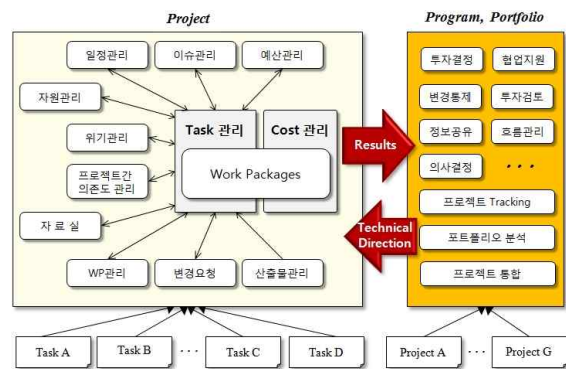 Project
Program, Portfolio
일정관리
이슈관리
예산관리
자원관리
위기관리
프로젝트간
의존도 관리
자 료 실
WP관리
변경요청
산출물관리
Task 관리
Cost 관리
Work Packages
Results
Technical
Direction
투자결정
협업지원
변경통제
투자검토
정보공유
흐름관리
의사결정
· · ·
프로젝트 Tracking
포트폴리오 분석
프로젝트 통합
Task A
Task B
· · ·
Task C
Task D
Project A
· · ·
Project G